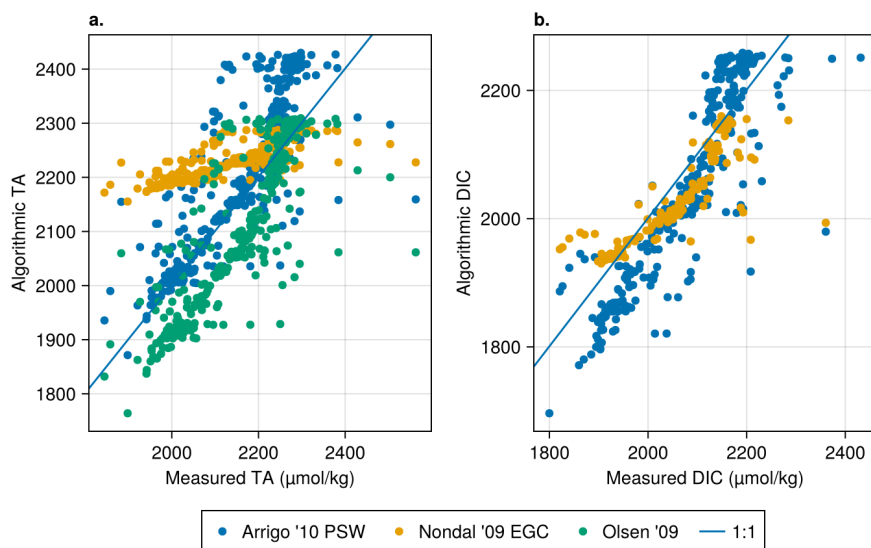 a.
2400
2300
2200
2100
2000
1900
1800
Algorithmic TA
2000 2200 2400
Measured TA (μmol/kg)
b.
2200
2000
1800
Algorithmic DIC
1800 2000 2200 2400
Measured DIC (μmol/kg)
Arrigo '10 PSW Nondal '09 EGC Olsen '09 1:1